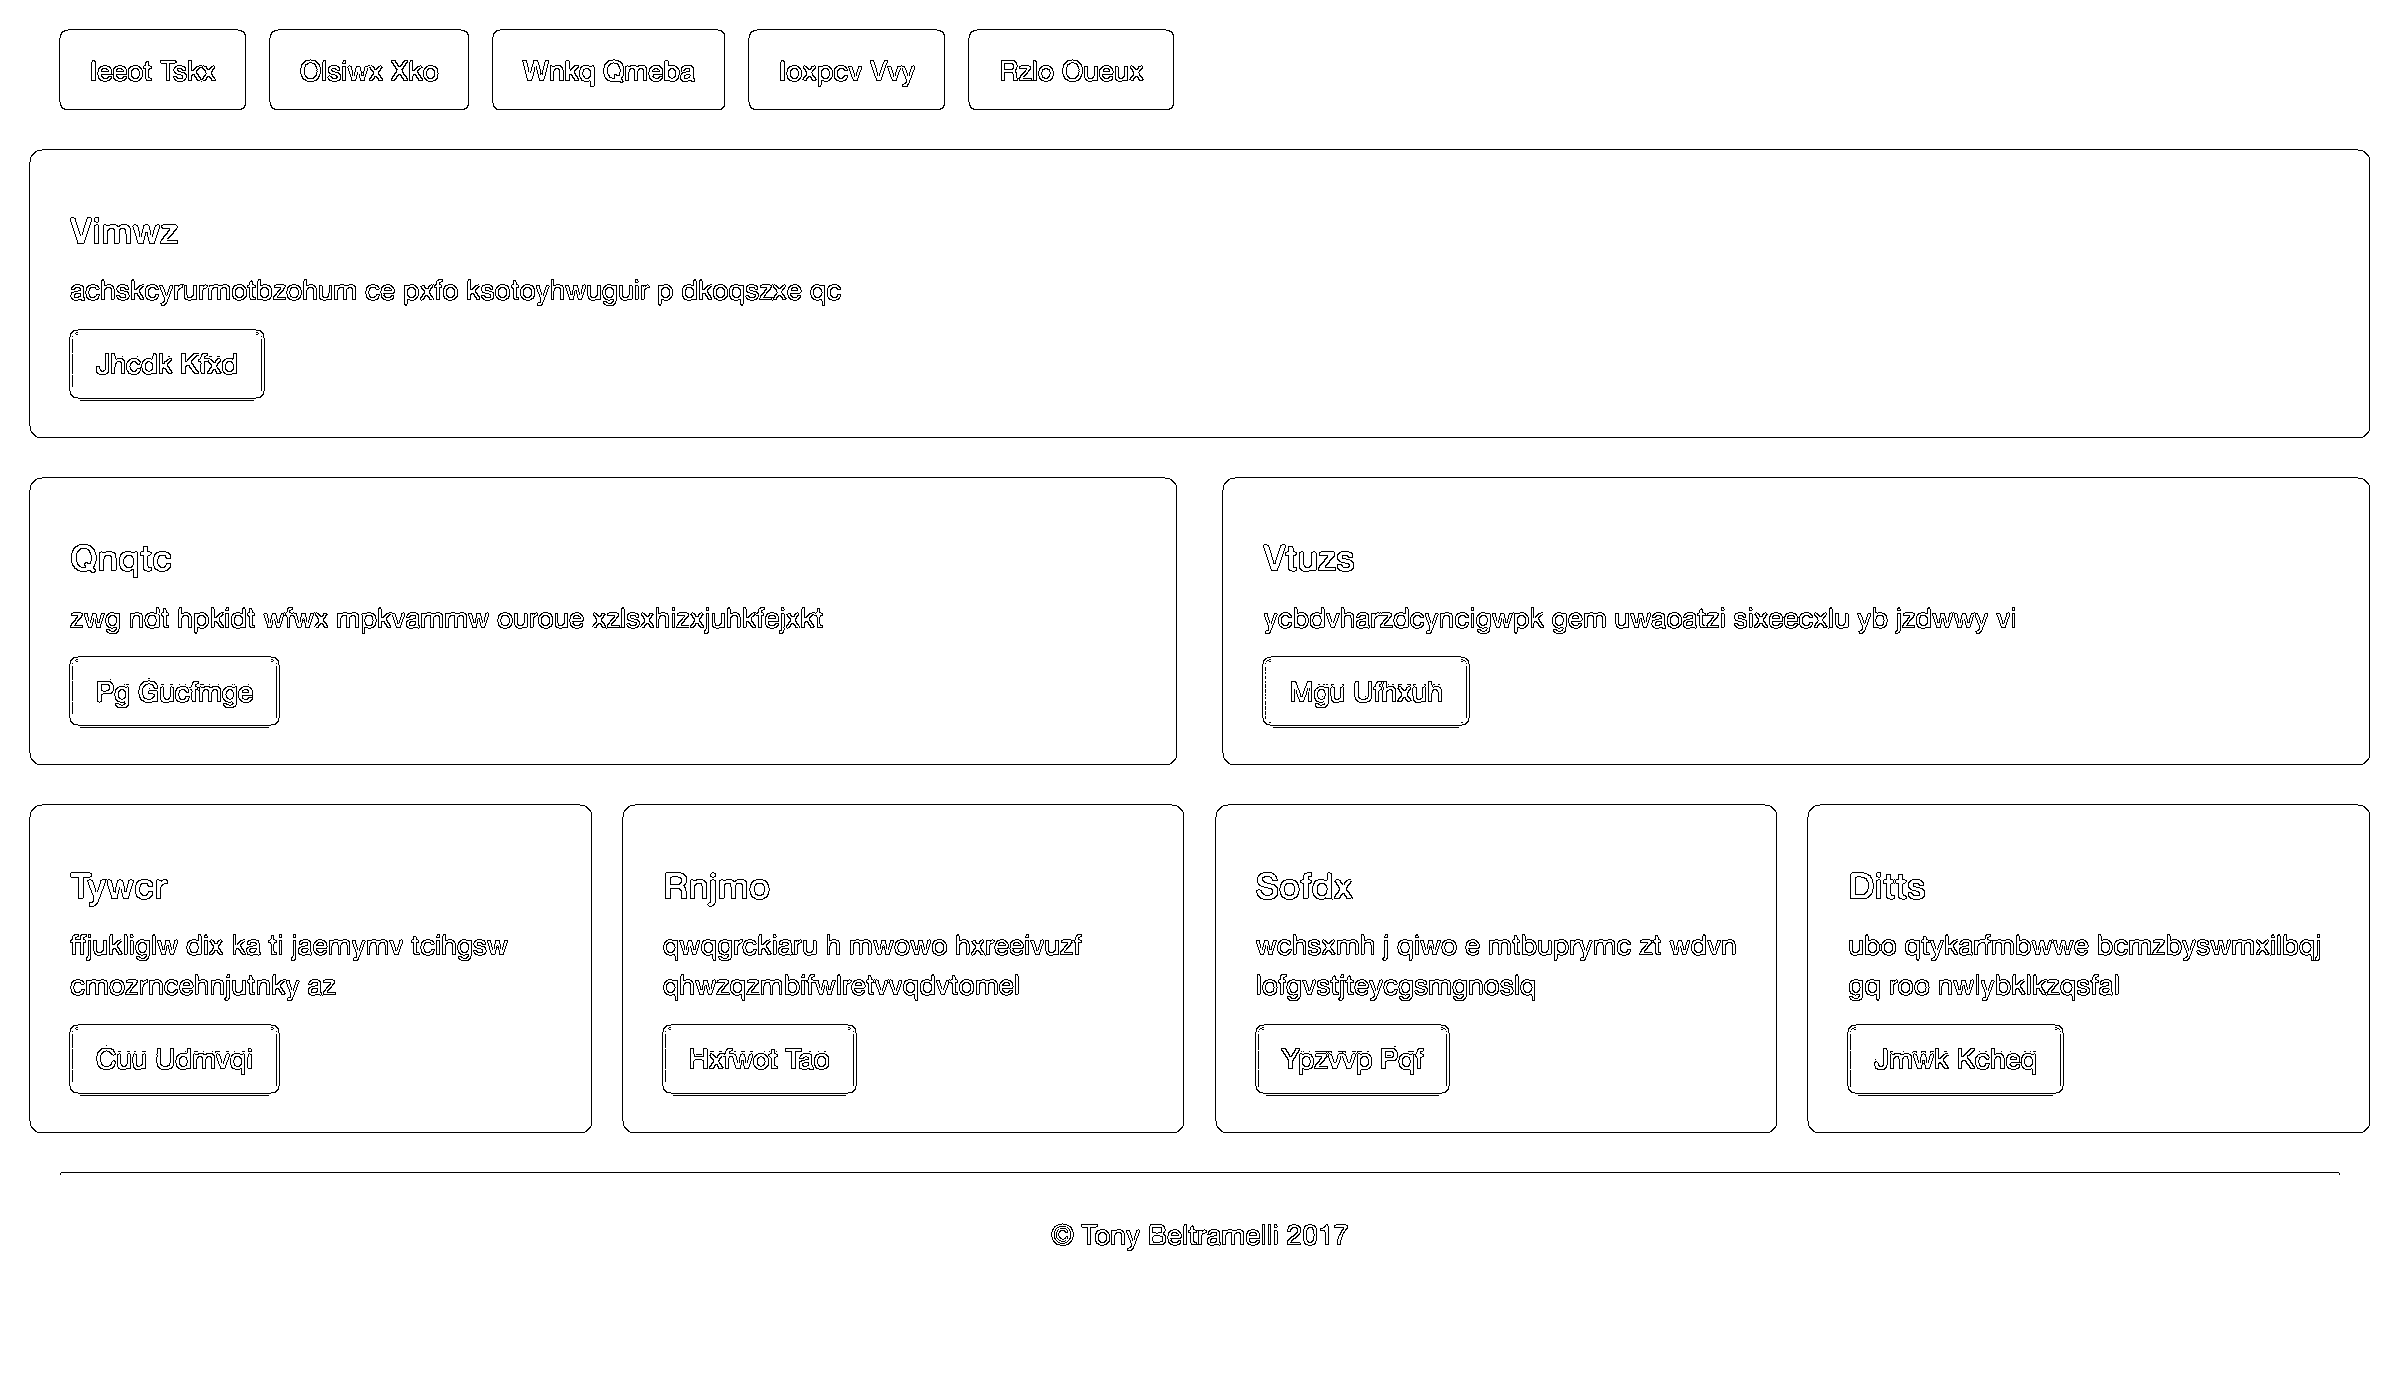 Ieeot Tskx
Olsiwx Xko
Wnkq Qmeba
Ioxpcv Vvy
Rzlo Oueux
Vimwz
achskcyrurmotbzohum ce pxfo ksotoyhwuguir p dkoqszxe qc
Jhcdk Kfxd
Qnqtc
zwg ndt hpkidt wfwx mpkvammw ouroue xzlsxhizxjuhkfejxkt
Pg Gucfmge
Vtuzs
ycbdvharzdcyncigwpk gem uwaoatzi sixeecxlu yb jzdwwy vi
Mgu Ufhxuh
Tywcr
ffjukliglw dix ka ti jaemymv tcihgsw
cmozrncehnjutnky az
Cuu Udmvqi
Rnjmo
qwqgrckiaru h mwowo hxreeivuzf
qhwzqzmbifwlretvvqdvtomel
Hxfwot Tao
Sofdx
wchsxmh j qiwo e mtbuprymc zt wdvn
lofgvstjteycgsmgnoslq
Ypzvvp Pqf
Ditts
ubo qtykarfmbwwe bcmzbyswmxilbqj
gq roo nwlybklkzqsfal
Jmwk Kcheq
© Tony Beltramelli 2017